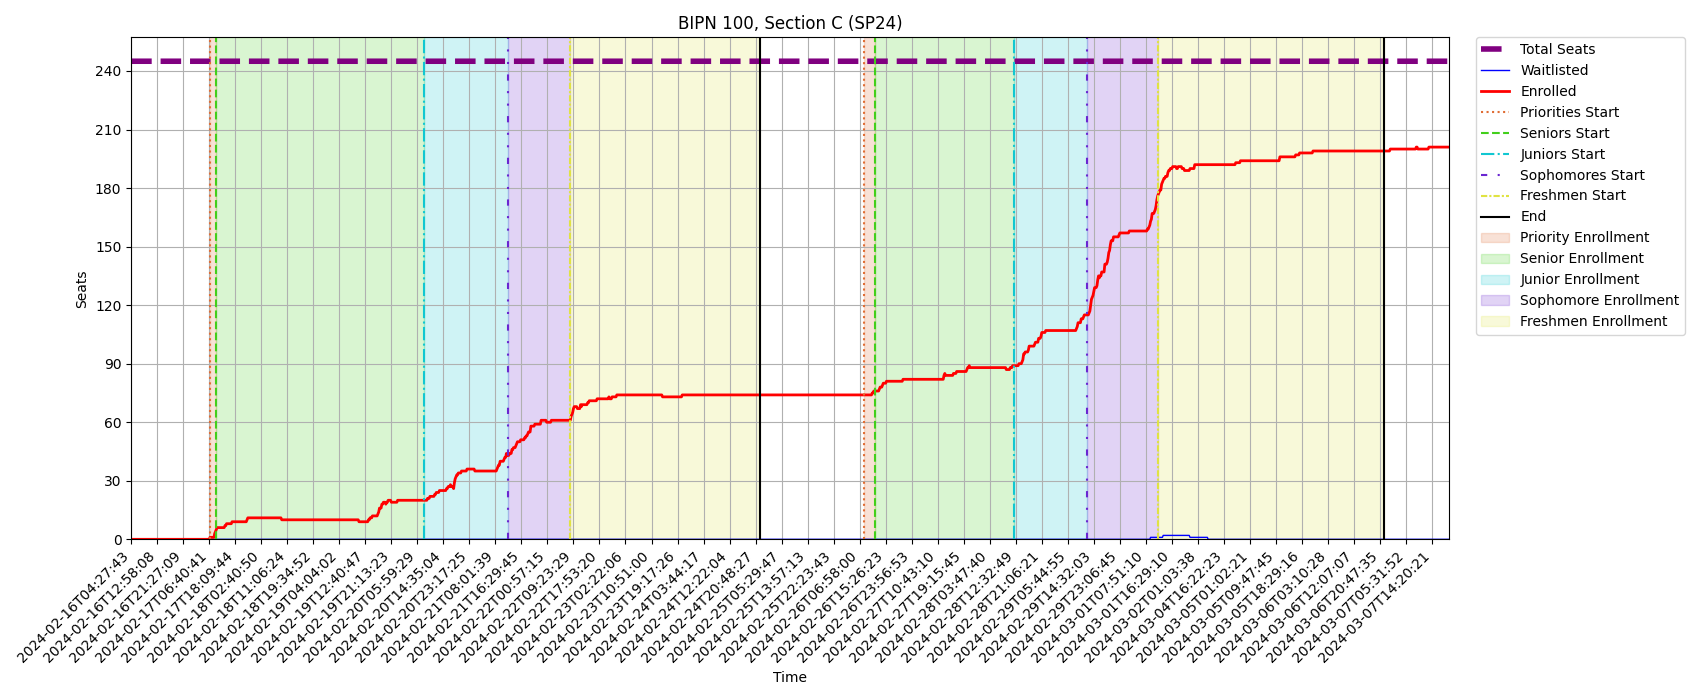 BIPN 100, Section C (SP24)
Seats
240
210
180
150
120
90
60
30
0
2024-02-16T04:27:43
2024-02-16T12:58:08
2024-02-16T21:27:09
2024-02-17T06:40:41
2024-02-17T18:09:44
2024-02-18T02:40:50
2024-02-18T11:06:24
2024-02-18T19:34:52
2024-02-19T04:04:02
2024-02-19T12:40:47
2024-02-19T21:13:23
2024-02-20T05:59:29
2024-02-20T14:35:04
2024-02-20T23:17:25
2024-02-21T08:01:39
2024-02-21T16:29:45
2024-02-22T00:57:15
2024-02-22T09:23:29
2024-02-22T17:53:20
2024-02-23T02:22:06
2024-02-23T10:51:00
2024-02-23T19:17:26
2024-02-24T03:44:17
2024-02-24T12:22:04
2024-02-24T20:48:27
2024-02-25T05:29:47
2024-02-25T13:57:13
2024-02-25T22:23:43
2024-02-26T06:58:00
2024-02-26T15:26:23
2024-02-26T23:56:53
2024-02-27T10:43:10
2024-02-27T19:15:45
2024-02-28T03:47:40
2024-02-28T12:32:49
2024-02-28T21:06:21
2024-02-29T05:44:55
2024-02-29T14:32:03
2024-02-29T23:06:45
2024-03-01T07:51:10
2024-03-01T16:29:10
2024-03-02T01:03:38
2024-03-04T16:22:23
2024-03-05T01:02:21
2024-03-05T09:47:45
2024-03-05T18:29:16
2024-03-06T03:10:28
2024-03-06T12:07:07
2024-03-06T20:47:35
2024-03-07T05:31:52
2024-03-07T14:20:21
Time
Total Seats
Waitlisted
Enrolled
Priorities Start
Seniors Start
Juniors Start
Sophomores Start
Freshmen Start
End
Priority Enrollment
Senior Enrollment
Junior Enrollment
Sophomore Enrollment
Freshmen Enrollment